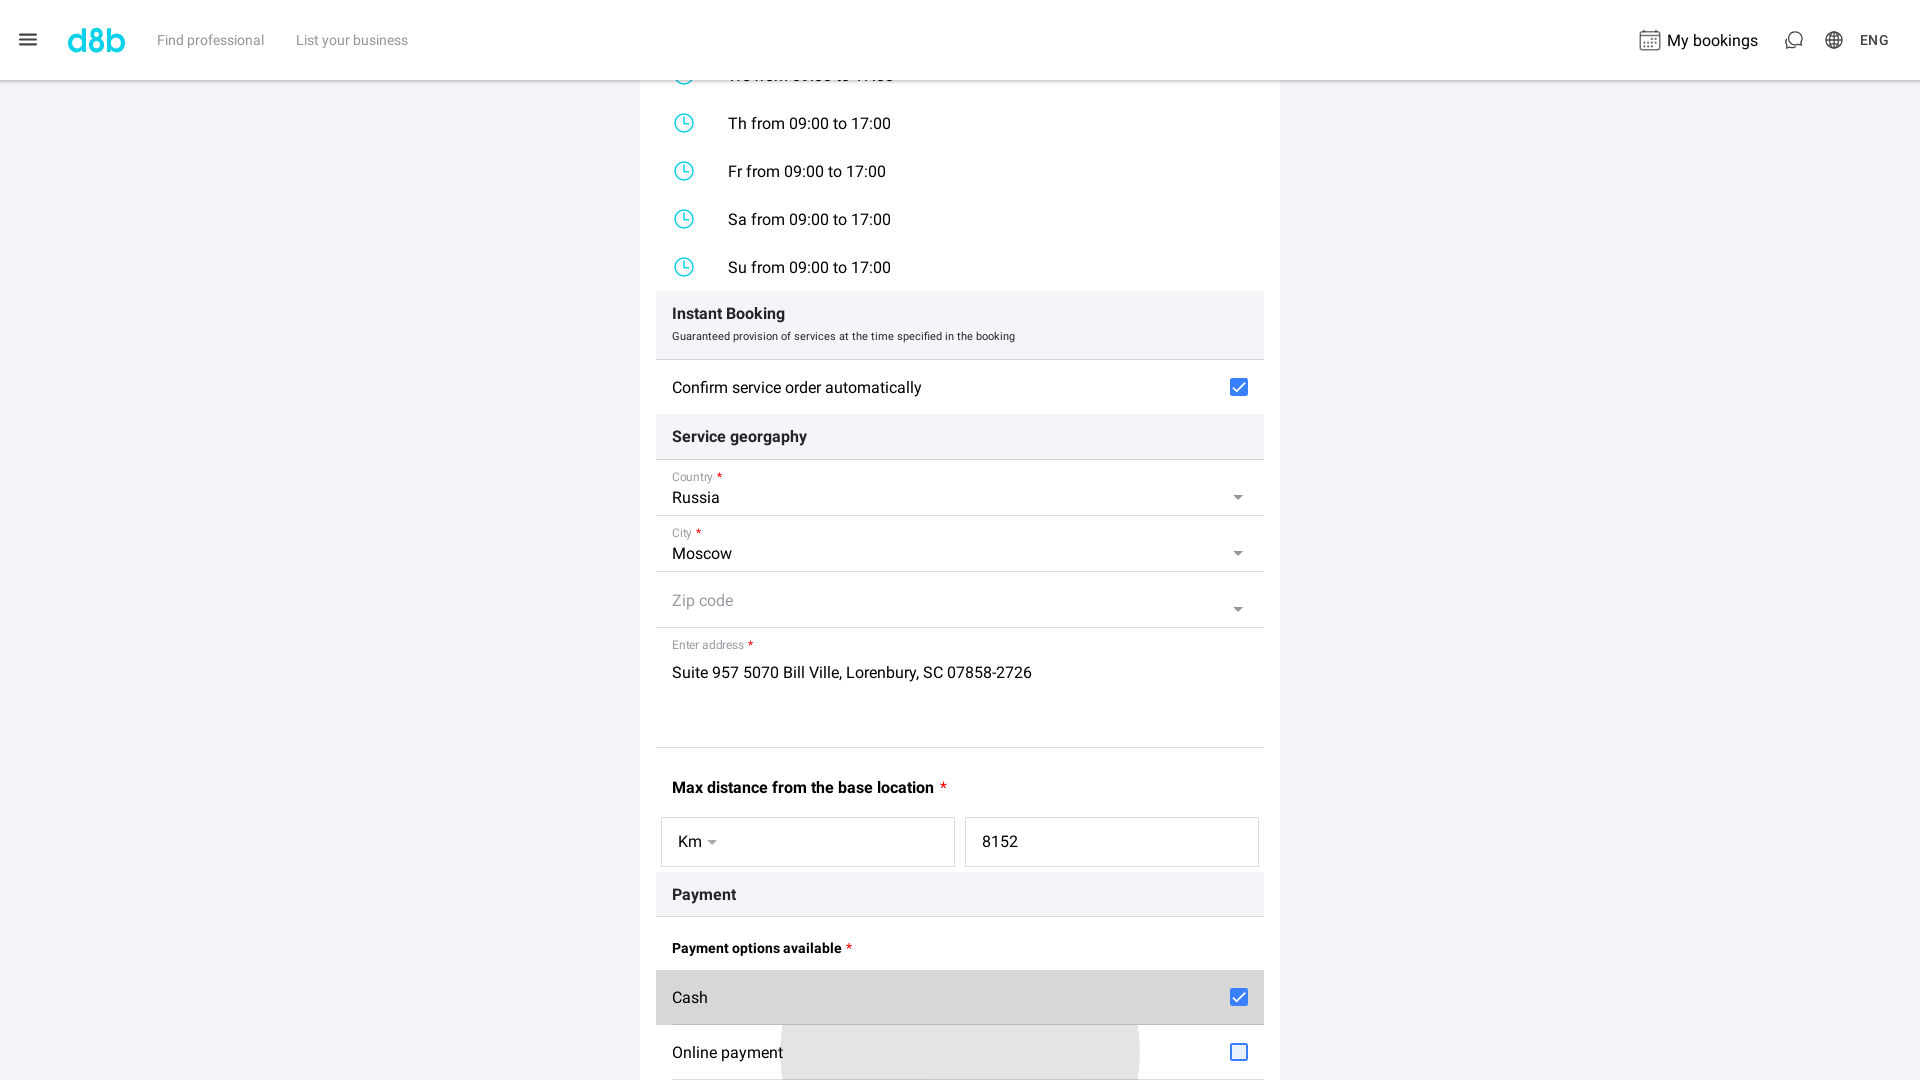 d8b
Find professional
List your business
My bookings
ENG
Th from 09:00 to 17:00
Fr from 09:00 to 17:00
Sa from 09:00 to 17:00
Su from 09:00 to 17:00
Instant Booking
Guaranteed provision of services at the time specified in the booking
Confirm service order automatically
Service georgaphy
Country *
Russia
City *
Moscow
Zip code
Enter address *
Suite 957 5070 Bill Ville, Lorenbury, SC 07858-2726
Max distance from the base location *
Km
8152
Payment
Payment options available *
Cash
Online payment